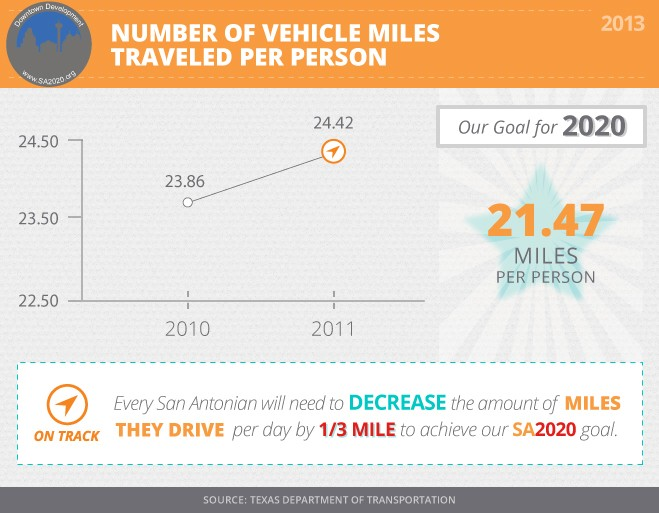 Downtown Development
www.SA2020.org
NUMBER OF VEHICLE MILES
TRAVELED PER PERSON
2013
24.50
23.50
22.50
23.86
24.42
2010
2011
Our Goal for 2020
21.47
MILES
PER PERSON
ON TRACK
Every San Antonian will need to DECREASE the amount of MILES
THEY DRIVE per day by 1/3 MILE to achieve our SA2020 goal.
SOURCE: TEXAS DEPARTMENT OF TRANSPORTATION